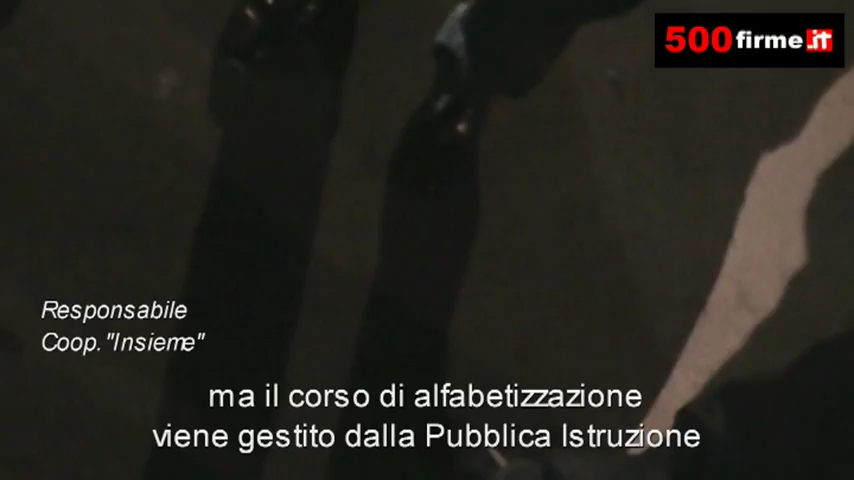 500firme.it
Responsabile
Coop. "Insieme"
ma il corso di alfabetizzazione
viene gestito dalla Pubblica Istruzione